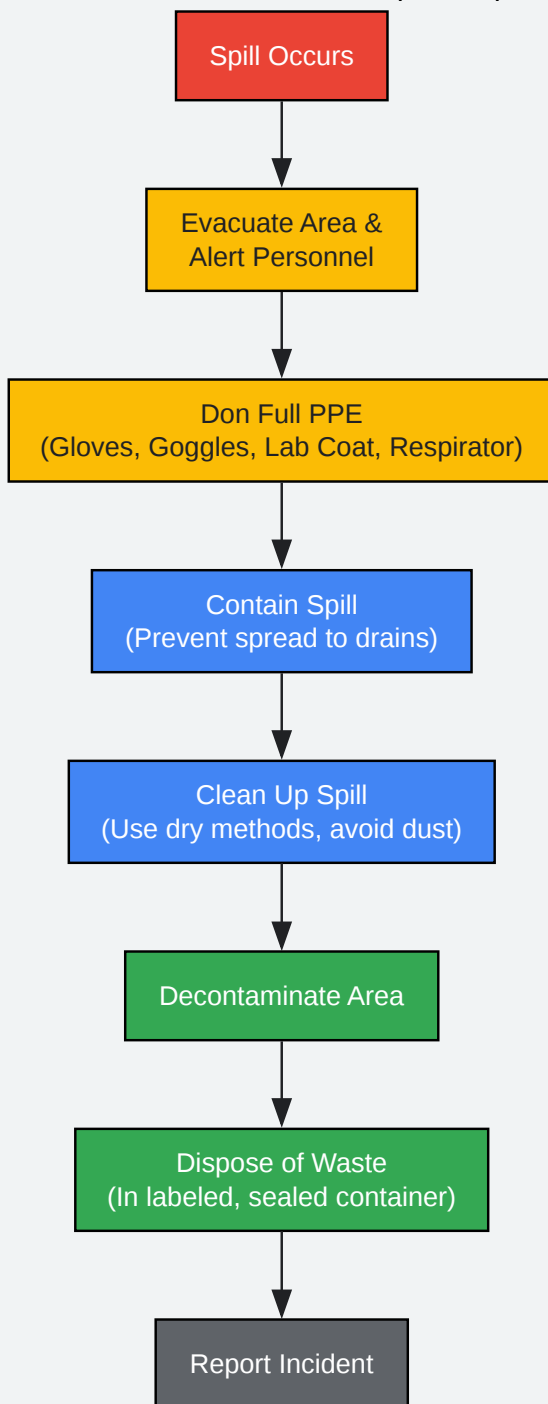 Spill Occurs
Evacuate Area &
Alert Personnel
Don Full PPE
(Gloves, Goggles, Lab Coat, Respirator)
Contain Spill
(Prevent spread to drains)
Clean Up Spill
(Use dry methods, avoid dust)
Decontaminate Area
Dispose of Waste
(In labeled, sealed container)
Report Incident